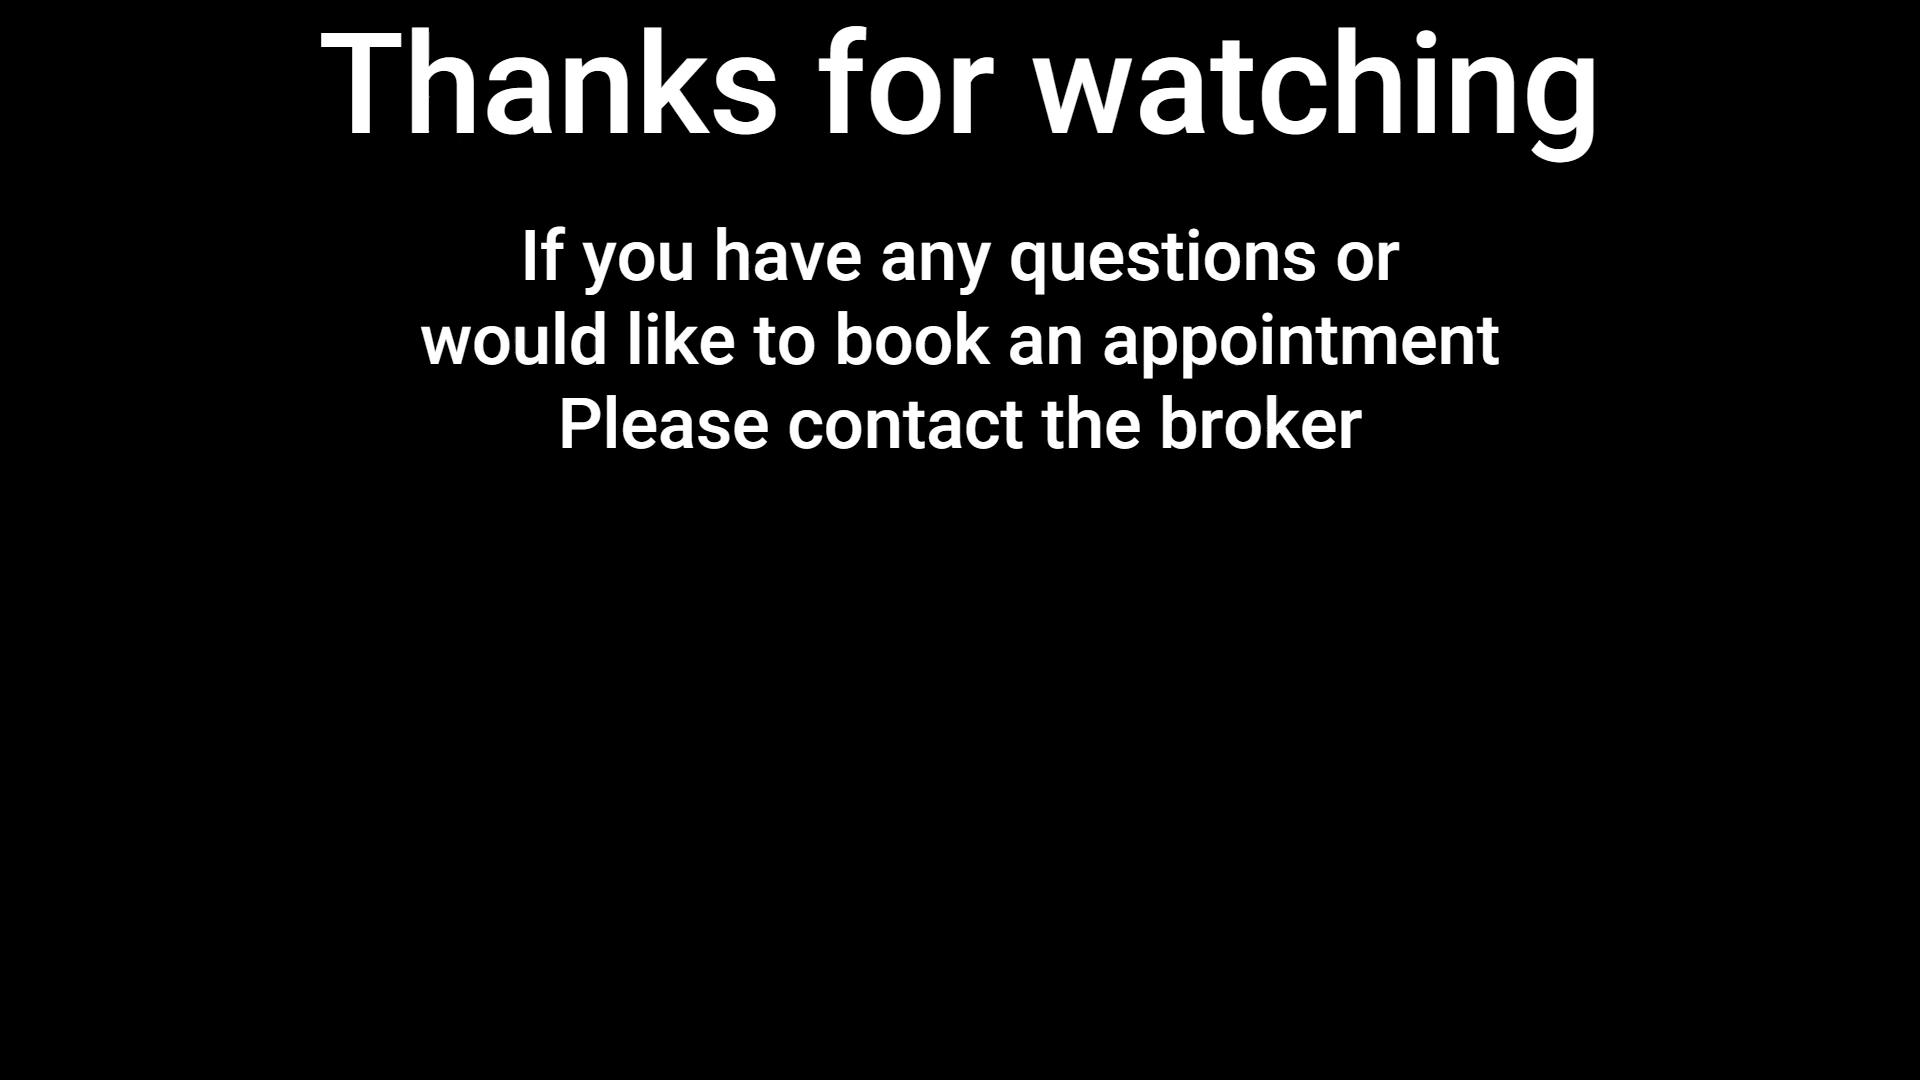 Thanks for watching
If you have any questions or
would like to book an appointment
Please contact the broker